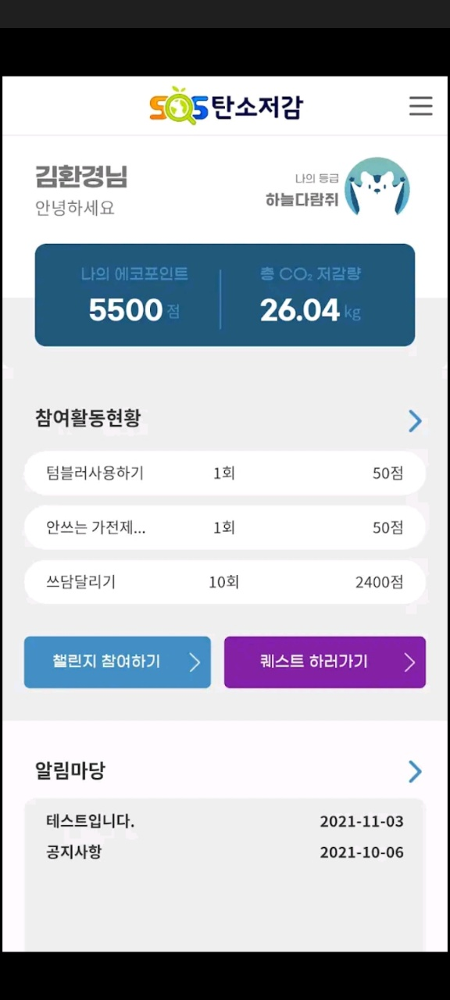 SOS탄소저감
김환경님
안녕하세요
나의 등급
하늘다람쥐
나의 에코포인트
5500점
총 CO₂ 저감량
26.04kg
참여활동현황
텀블러사용하기 1회 50점
안쓰는 가전제... 1회 50점
쓰담달리기 10회 2400점
챌린지 참여하기
퀘스트 하러가기
알림마당
테스트입니다. 2021-11-03
공지사항 2021-10-06